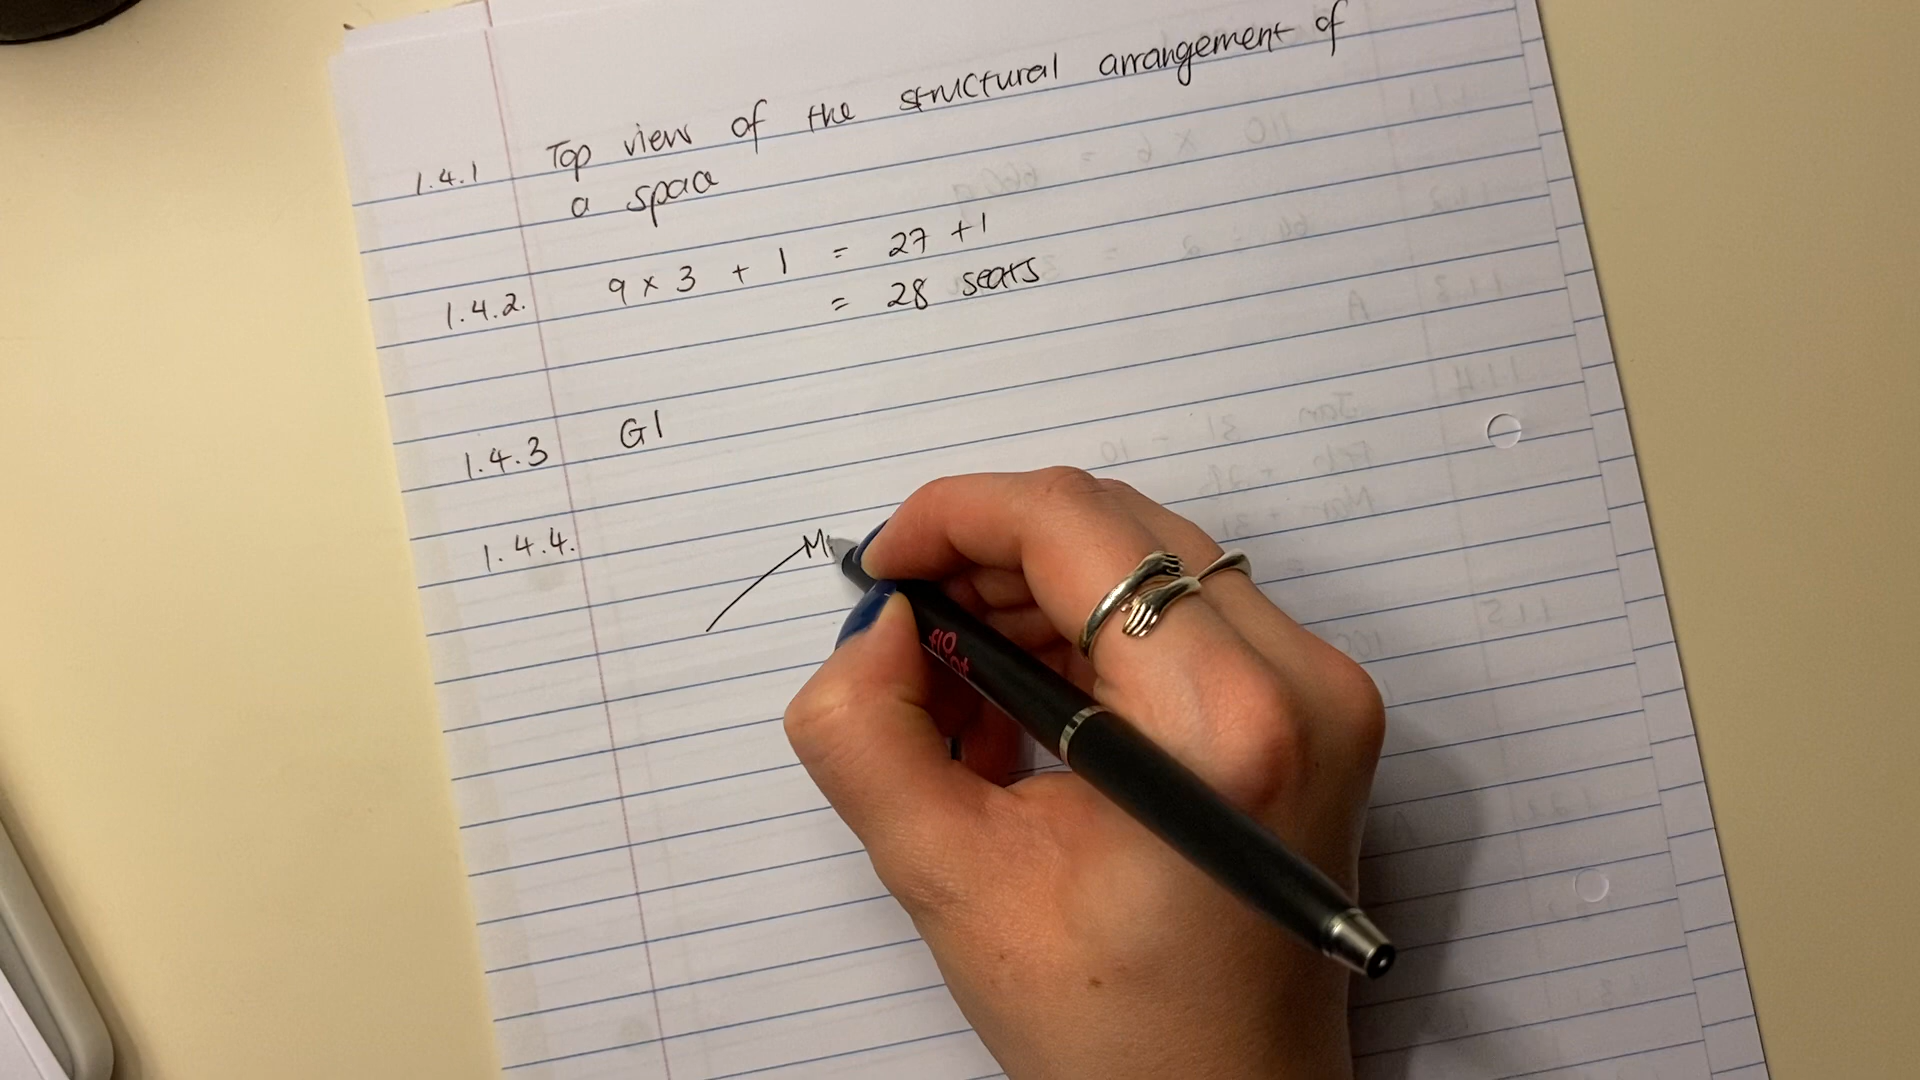 1.4.1 Top view of the structural arrangement of
a space
1.4.2. 9 x 3 + 1 = 27 +1
= 28 seats
1.4.3 G1
1.4.4.
M